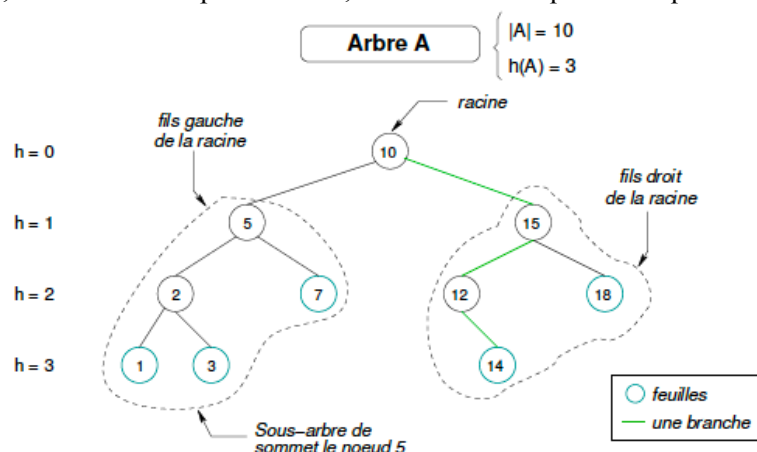 Arbre A
|A| = 10
h(A) = 3
racine
fils gauche
de la racine
h = 0
10
fils droit
de la racine
h = 1
5
15
h = 2
2
7
12
18
h = 3
1
3
14
feuilles
une branche
Sous-arbre de
sommet le noeud 5